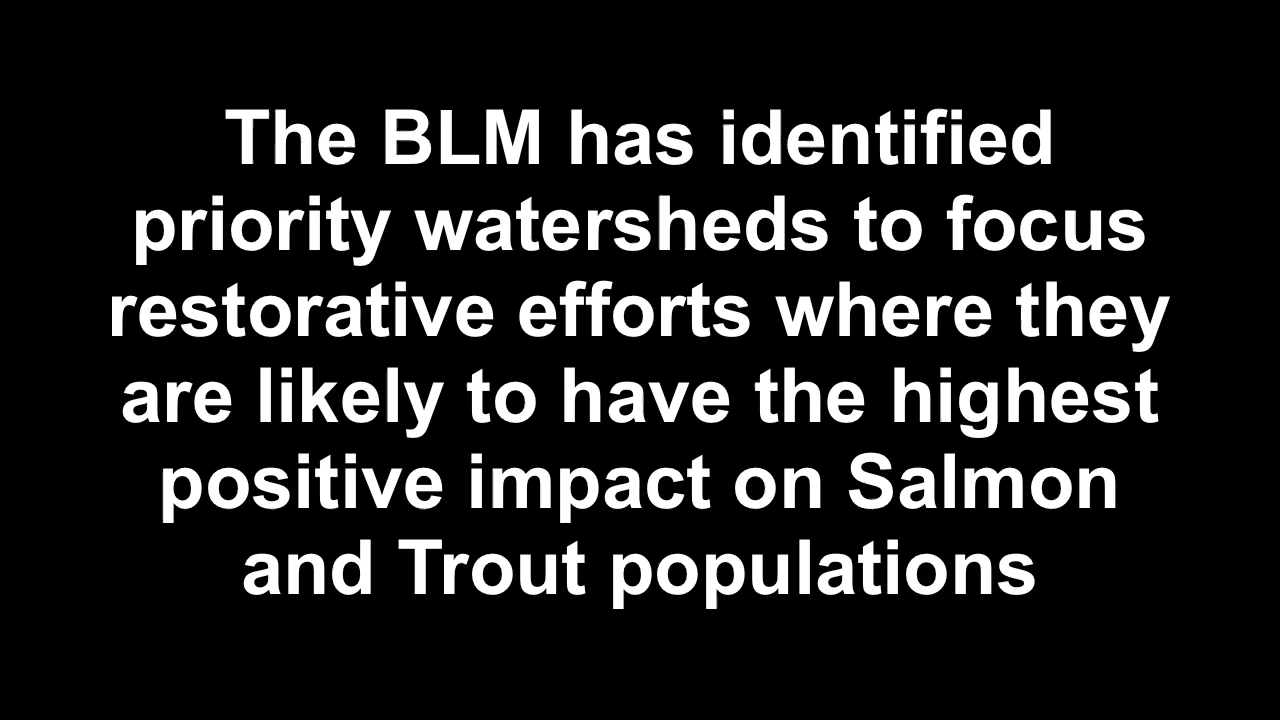 The BLM has identified
priority watersheds to focus
restorative efforts where they
are likely to have the highest
positive impact on Salmon
and Trout populations